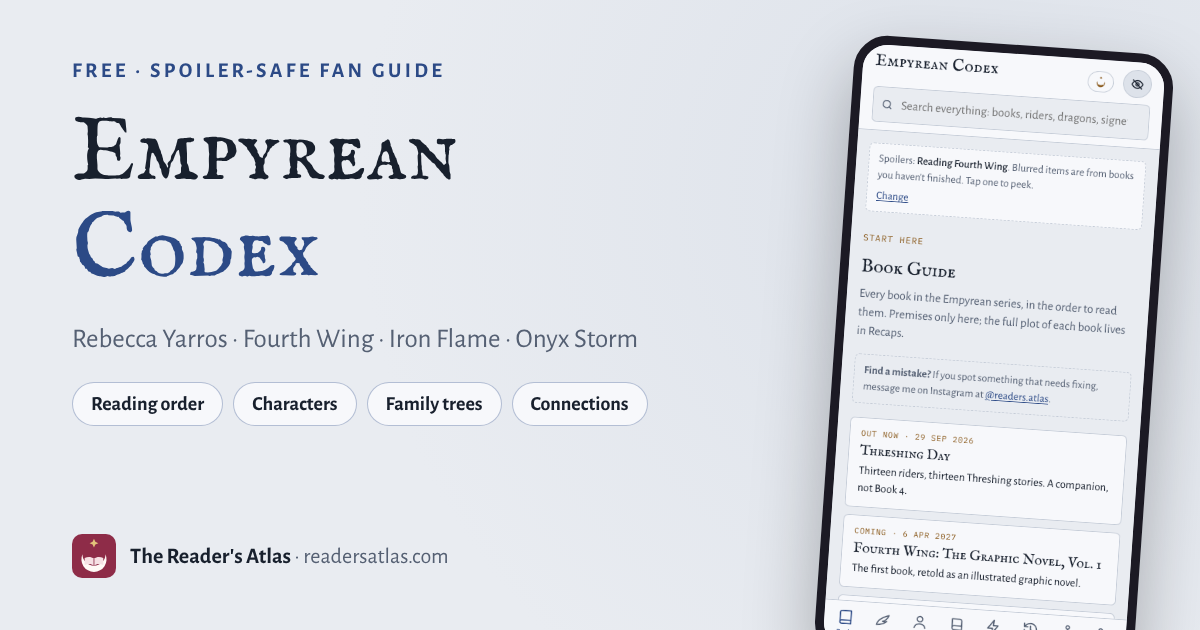 FREE · SPOILER-SAFE FAN GUIDE
Empyrean
Codex
Rebecca Yarros · Fourth Wing · Iron Flame · Onyx Storm
Reading order
Characters
Family trees
Connections
The Reader's Atlas · readersatlas.com
Empyrean Codex
Search everything: books, riders, dragons, signe
Spoilers: Reading Fourth Wing. Blurred items are from books
you haven't finished. Tap one to peek.
Change
START HERE
Book Guide
Every book in the Empyrean series, in the order to read
them. Premises only here; the full plot of each book lives
in Recaps.
Find a mistake? If you spot something that needs fixing,
message me on Instagram at @readers.atlas.
OUT NOW · 29 SEP 2026
Threshing Day
Thirteen riders, thirteen Threshing stories. A companion,
not Book 4.
COMING · 6 APR 2027
Fourth Wing: The Graphic Novel, Vol. 1
The first book, retold as an illustrated graphic novel.